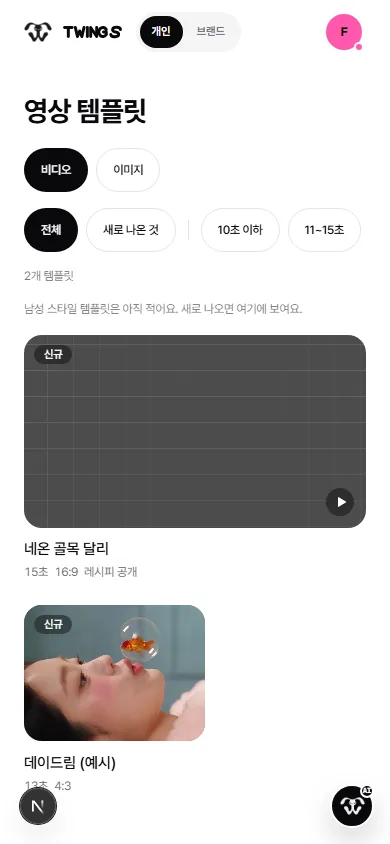 TWINGS 개인 브랜드 F
영상 템플릿
비디오 이미지
전체 새로 나온 것 10초 이하 11~15초
2개 템플릿
남성 스타일 템플릿은 아직 적어요. 새로 나오면 여기에 보여요.
신규
네온 골목 달리
15초 16:9 레시피 공개
신규
데이드림 (예시)
13초 4:3
N
AI